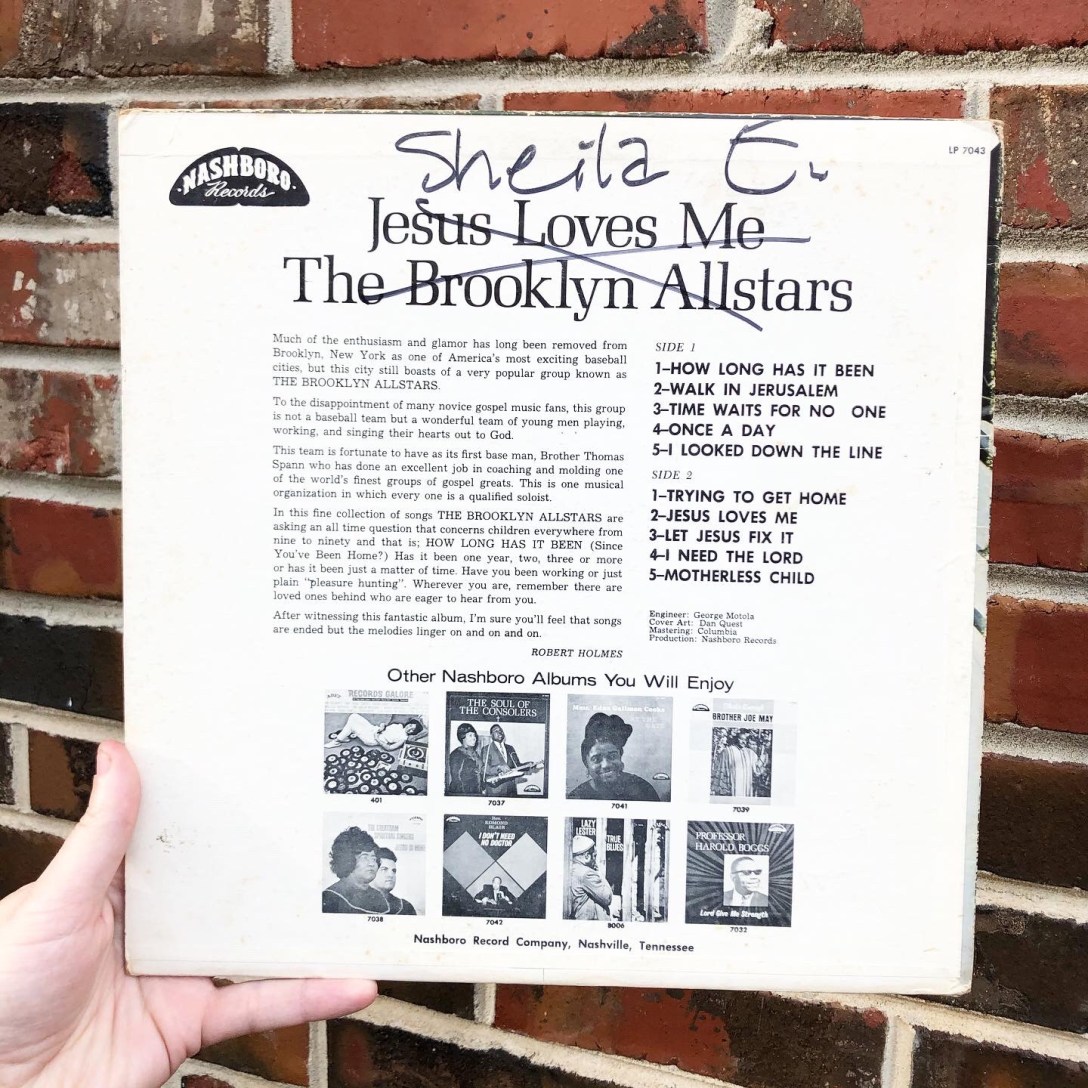 Sheila E.
NASHBORO
Records
LP 7043
Jesus Loves Me
The Brooklyn Allstars
Much of the enthusiasm and glamor has long been removed from
Brooklyn, New York as one of America's most exciting baseball
cities, but this city still boasts of a very popular group known as
THE BROOKLYN ALLSTARS.
To the disappointment of many novice gospel music fans, this group
is not a baseball team but a wonderful team of young men playing,
working, and singing their hearts out to God.
This team is fortunate to have as its first base man, Brother Thomas
Spann who has done an excellent job in coaching and molding one
of the world's finest groups of gospel greats. This is one musical
organization in which every one is a qualified soloist.
In this fine collection of songs THE BROOKLYN ALLSTARS are
asking an all time question that concerns children everywhere from
nine to ninety and that is; HOW LONG HAS IT BEEN (Since
You've Been Home?) Has it been one year, two, three or more
or has it been just a matter of time. Have you been working or just
plain "pleasure hunting". Wherever you are, remember there are
loved ones behind who are eager to hear from you.
After witnessing this fantastic album, I'm sure you'll feel that songs
are ended but the melodies linger on and on and on.
ROBERT HOLMES
SIDE 1
1–HOW LONG HAS IT BEEN
2–WALK IN JERUSALEM
3–TIME WAITS FOR NO ONE
4–ONCE A DAY
5–I LOOKED DOWN THE LINE
SIDE 2
1–TRYING TO GET HOME
2–JESUS LOVES ME
3–LET JESUS FIX IT
4–I NEED THE LORD
5–MOTHERLESS CHILD
Engineer: George Motola
Cover Art: Dan Quest
Mastering: Columbia
Production: Nashboro Records
Other Nashboro Albums You Will Enjoy
RECORDS GALORE
401
THE SOUL OF
THE CONSOLERS
7037
7041
BROTHER JOE MAY
7039
7038
I DON'T NEED
NO DOCTOR
7042
LAZY
LESTER
TRUE
BLUES
8006
PROFESSOR
HAROLD BOGGS
Lord Give Me Strength
7032
Nashboro Record Company, Nashville, Tennessee